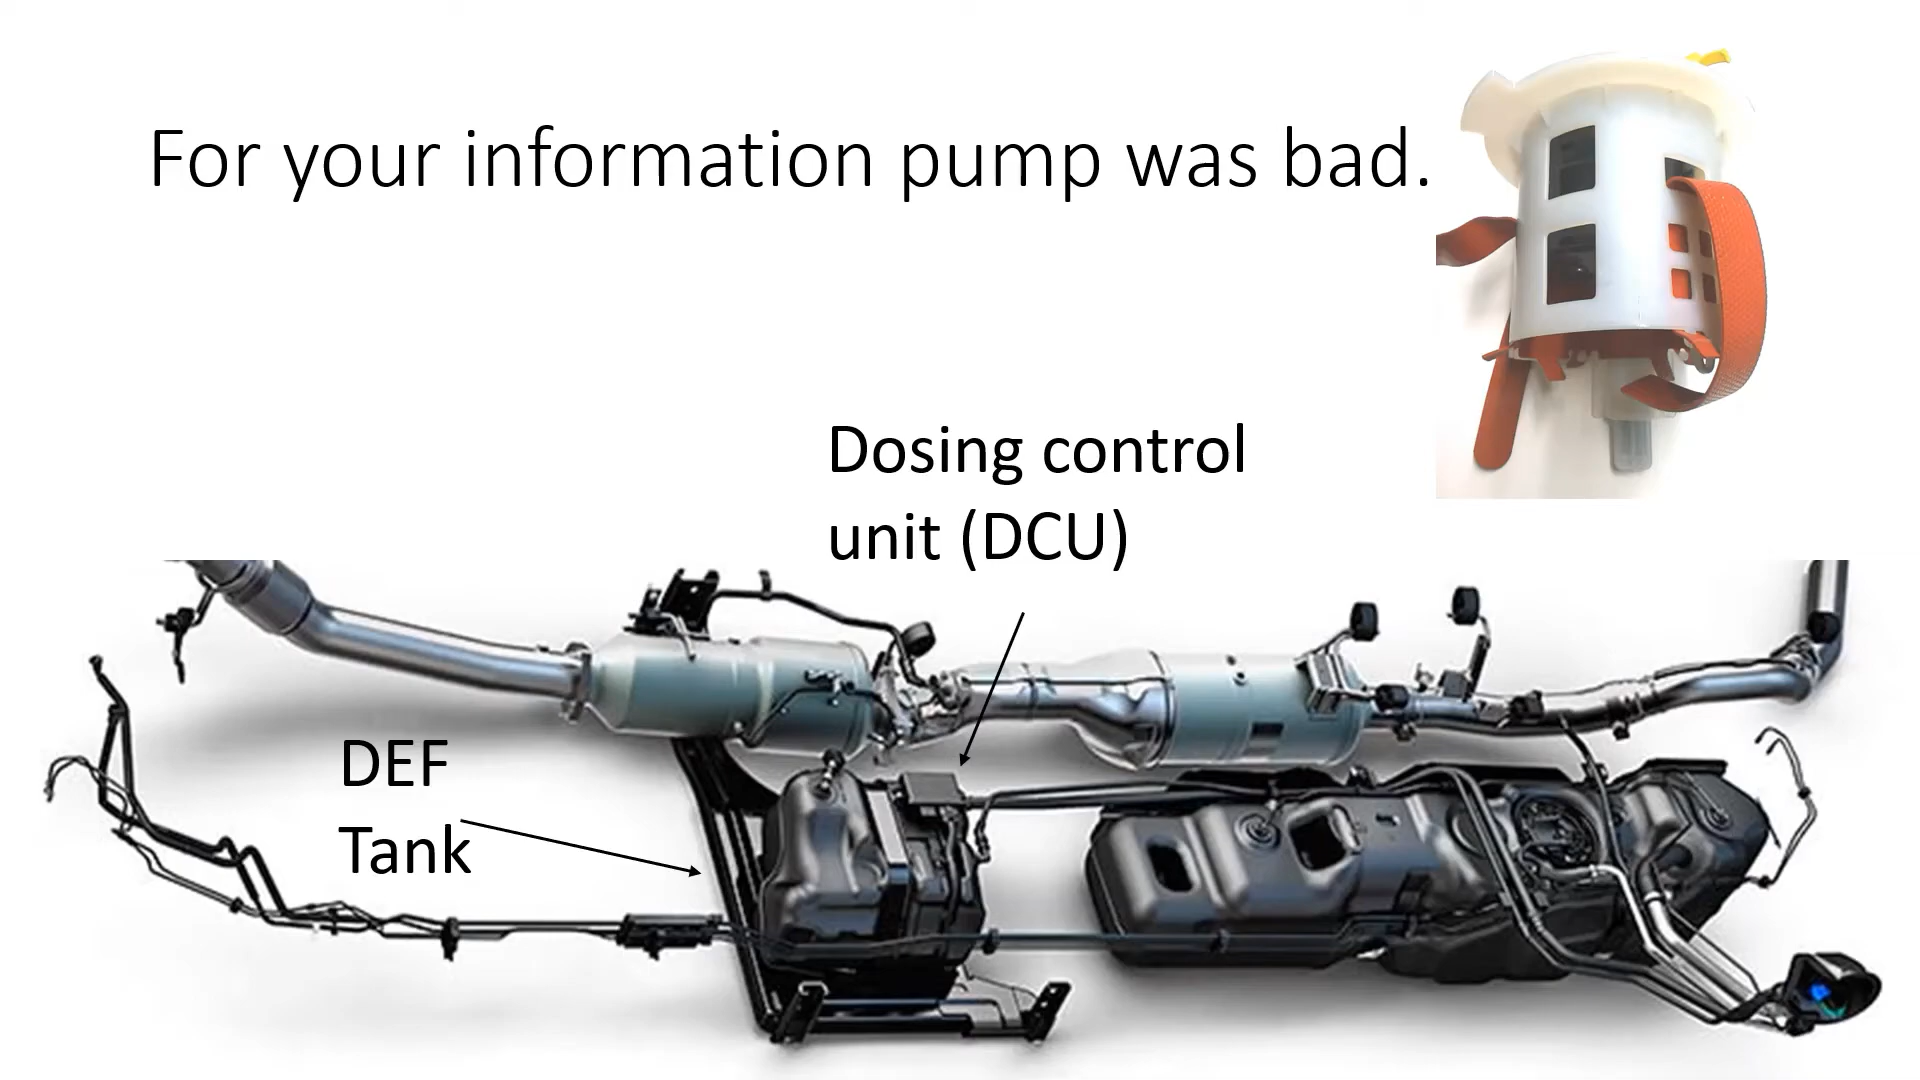 For your information pump was bad.
Dosing control
unit (DCU)
DEF
Tank